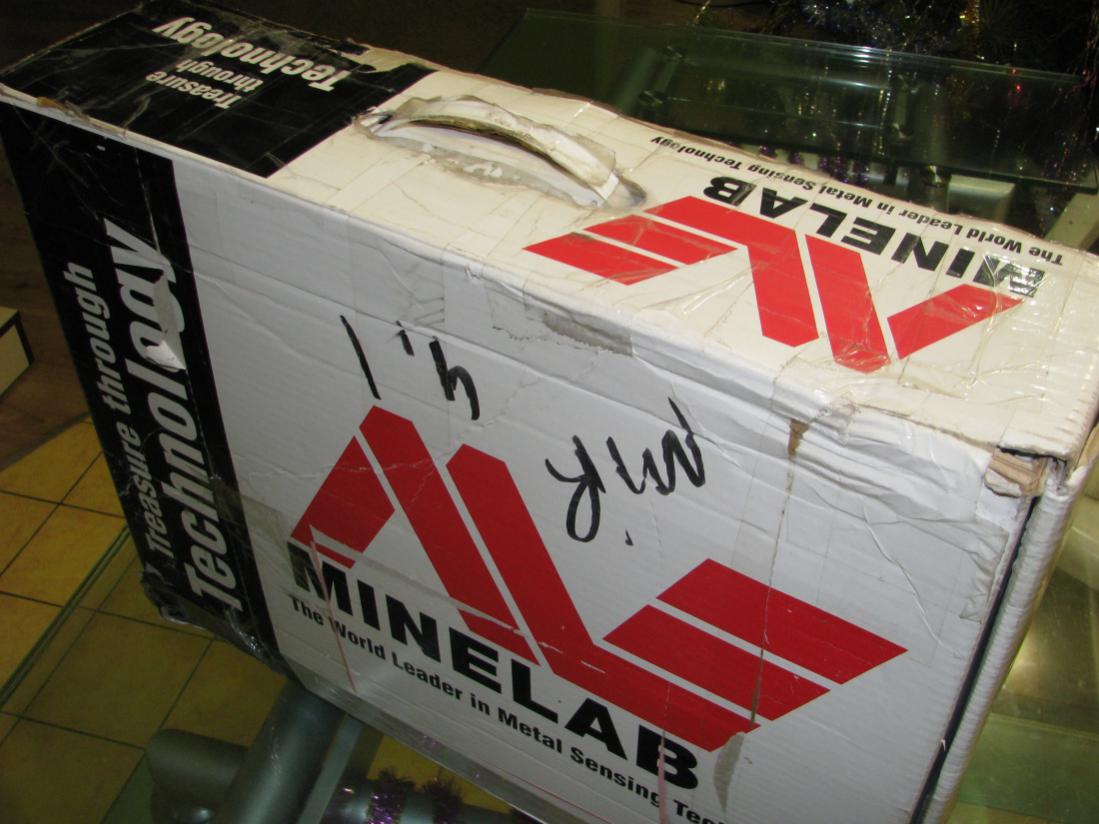 Treasure
through
Technology
MINELAB
The World Leader in Metal Sensing Technology
Treasure through
Technology
MINELAB
The World Leader in Metal Sensing Tec